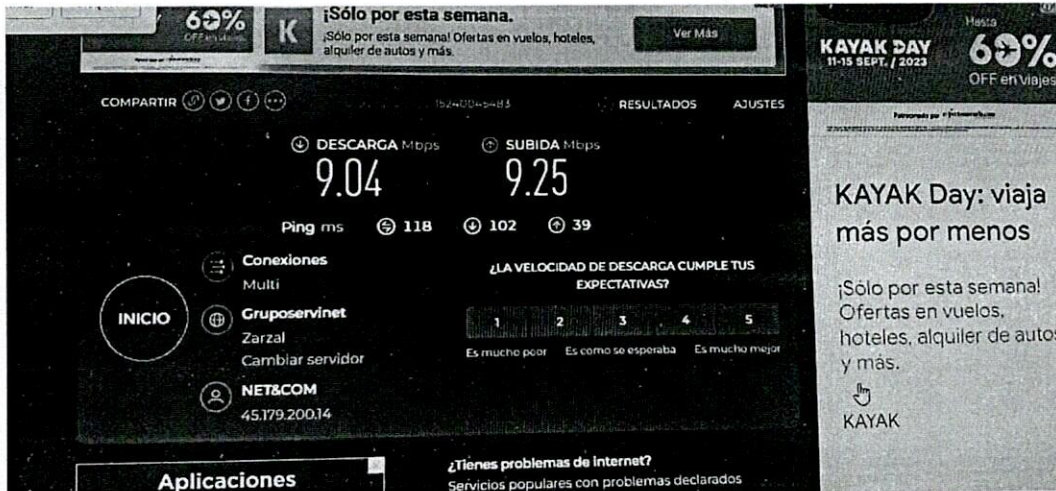 60%
OFF en viajes
K
¡Sólo por esta semana.
¡Sólo por esta semana! Ofertas en vuelos, hoteles,
alquiler de autos y más.
Ver Más
COMPARTIR
15240045483
RESULTADOS
AJUSTES
DESCARGA Mbps
9.04
SUBIDA Mbps
9.25
Ping ms 118 102 39
INICIO
Conexiones
Multi
Gruposervinet
Zarzal
Cambiar servidor
NET&COM
45.179.200.14
¿LA VELOCIDAD DE DESCARGA CUMPLE TUS
EXPECTATIVAS?
1 2 3 4 5
Es mucho peor Es como se esperaba Es mucho mejor
Aplicaciones
¿Tienes problemas de internet?
Servicios populares con problemas declarados
KAYAK DAY
11-15 SEPT. / 2023
Hasta
60%
OFF en viajes
Patrocinado por
KAYAK Day: viaja
más por menos
¡Sólo por esta semana!
Ofertas en vuelos,
hoteles, alquiler de autos
y más.
KAYAK